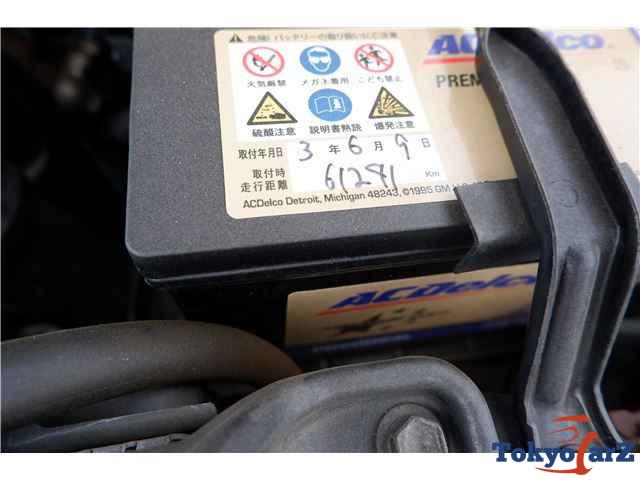 危険! バッテリーの取り扱いにご注意
火気厳禁 メガネ着用 こども禁止
硫酸注意 説明書熟読 爆発注意
取付年月日 3 年 6 月 9 日
取付時
走行距離 61241 Km
ACDelco Detroit, Michigan 48243, ©1995 GM
ACDelco
PREM
ACDelco
TokyoCarZ